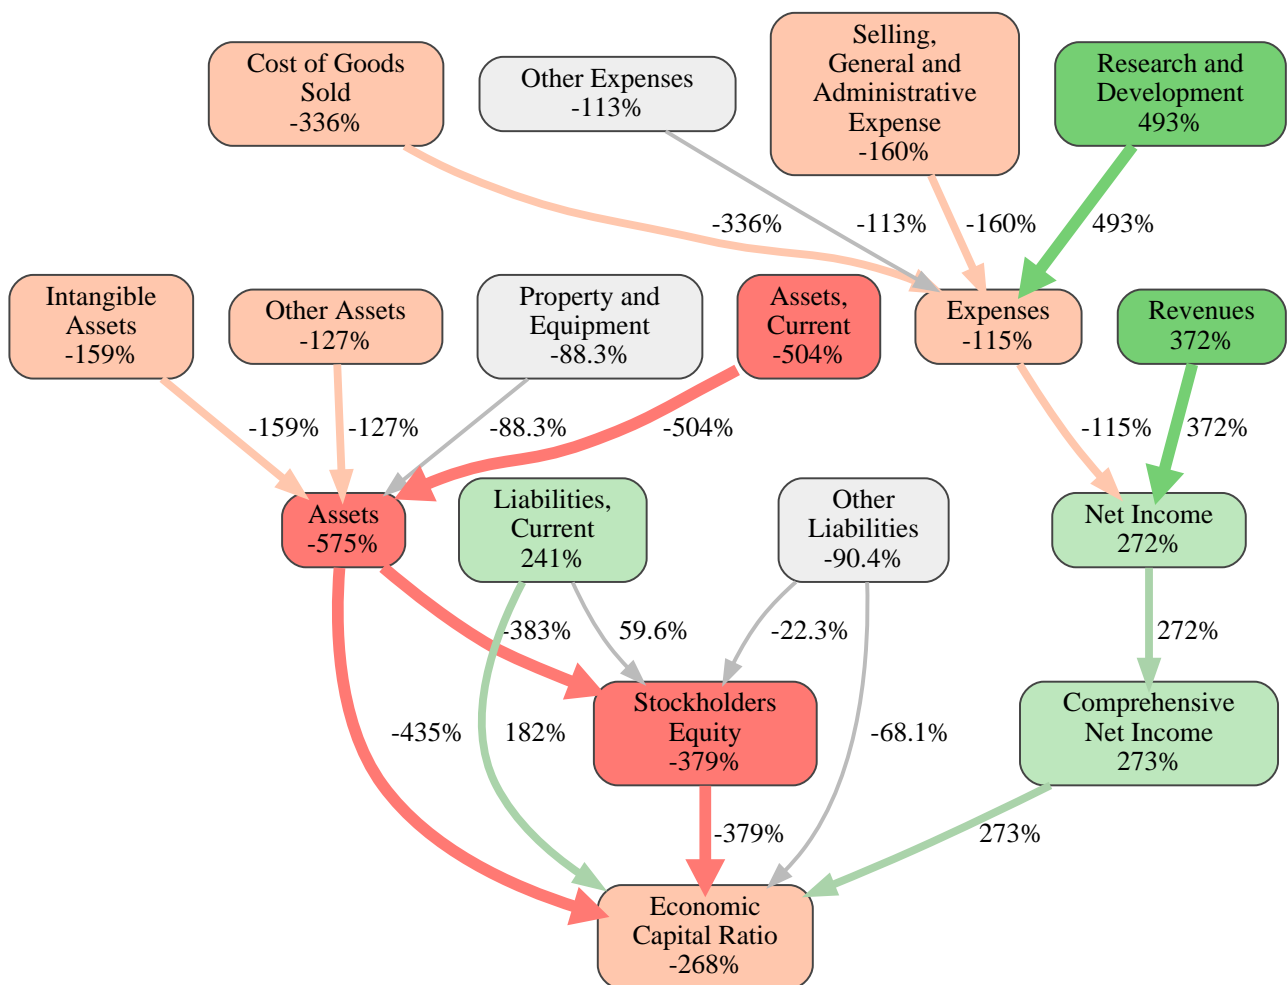 Cost of Goods
Sold
-336%
Other Expenses
-113%
Selling,
General and
Administrative
Expense
-160%
Research and
Development
493%
-336%
-113%
-160%
493%
Intangible
Assets
-159%
Other Assets
-127%
Property and
Equipment
-88.3%
Assets,
Current
-504%
Expenses
-115%
Revenues
372%
-159%
-127%
-88.3%
-504%
-115%
372%
Assets
-575%
Liabilities,
Current
241%
Other
Liabilities
-90.4%
Net Income
272%
-383%
59.6%
-22.3%
272%
Stockholders
Equity
-379%
Comprehensive
Net Income
273%
-435%
182%
-68.1%
-379%
273%
Economic
Capital Ratio
-268%